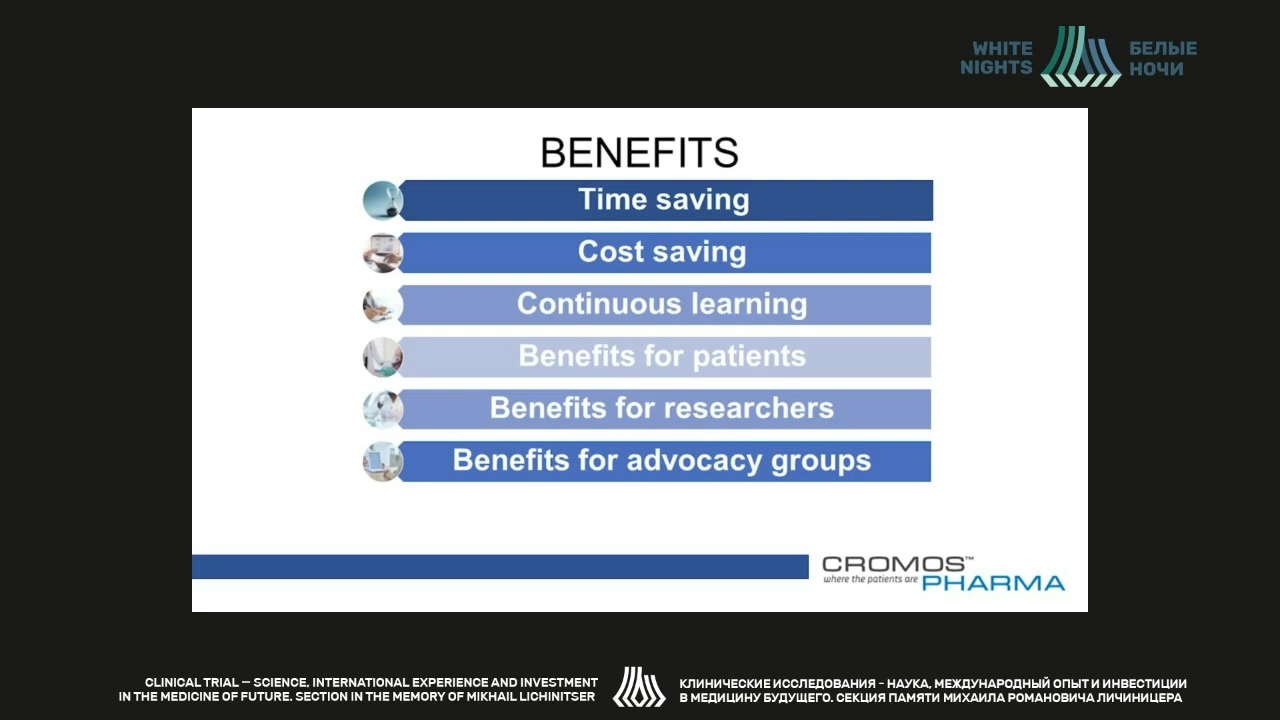 WHITE
NIGHTS
БЕЛЫЕ
НОЧИ
BENEFITS
Time saving
Cost saving
Continuous learning
Benefits for patients
Benefits for researchers
Benefits for advocacy groups
CROMOS™
where the patients are PHARMA
CLINICAL TRIAL – SCIENCE, INTERNATIONAL EXPERIENCE AND INVESTMENT
IN THE MEDICINE OF FUTURE. SECTION IN THE MEMORY OF MIKHAIL LICHINITSER
КЛИНИЧЕСКИЕ ИССЛЕДОВАНИЯ - НАУКА, МЕЖДУНАРОДНЫЙ ОПЫТ И ИНВЕСТИЦИИ
В МЕДИЦИНУ БУДУЩЕГО. СЕКЦИЯ ПАМЯТИ МИХАИЛА РОМАНОВИЧА ЛИЧИНИЦЕРА